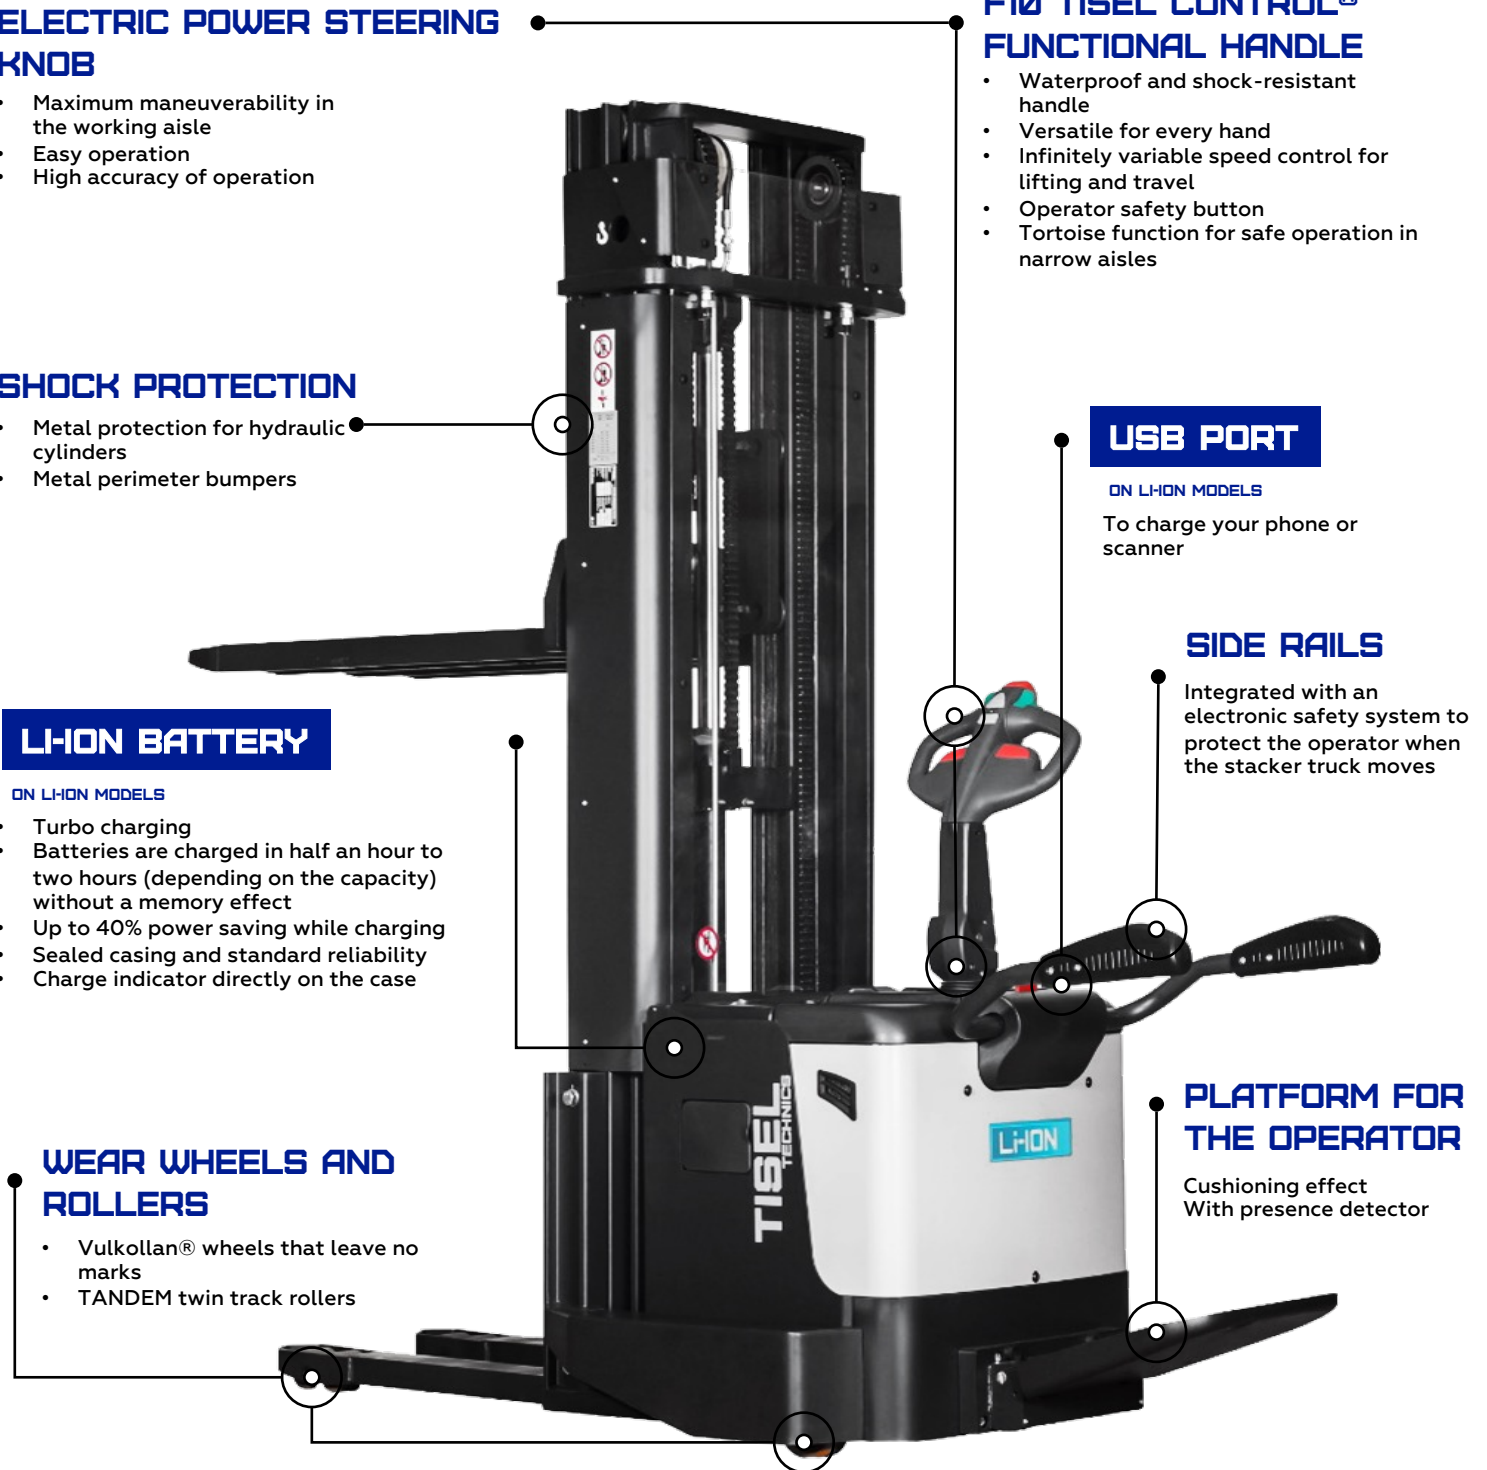 ELECTRIC POWER STEERING
KNOB
• Maximum maneuverability in
the working aisle
• Easy operation
• High accuracy of operation
F10 TISEL CONTROL®
FUNCTIONAL HANDLE
• Waterproof and shock-resistant
handle
• Versatile for every hand
• Infinitely variable speed control for
lifting and travel
• Operator safety button
• Tortoise function for safe operation in
narrow aisles
SHOCK PROTECTION
• Metal protection for hydraulic
cylinders
• Metal perimeter bumpers
USB PORT
ON LI-ION MODELS
To charge your phone or
scanner
SIDE RAILS
Integrated with an
electronic safety system to
protect the operator when
the stacker truck moves
LI-ION BATTERY
ON LI-ION MODELS
• Turbo charging
• Batteries are charged in half an hour to
two hours (depending on the capacity)
without a memory effect
• Up to 40% power saving while charging
• Sealed casing and standard reliability
• Charge indicator directly on the case
TISEL
TECHNICS
Li-ION
PLATFORM FOR
THE OPERATOR
Cushioning effect
With presence detector
WEAR WHEELS AND
ROLLERS
• Vulkollan® wheels that leave no
marks
• TANDEM twin track rollers